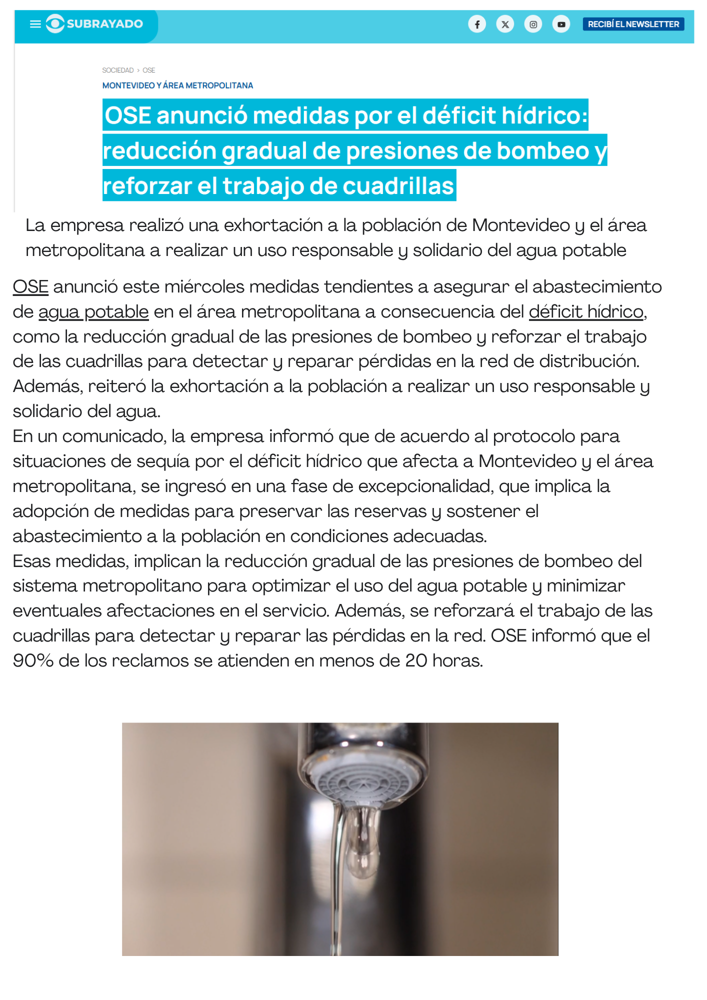 SUBRAYADO
RECIBÍ EL NEWSLETTER
SOCIEDAD > OSE
MONTEVIDEO Y ÁREA METROPOLITANA
OSE anunció medidas por el déficit hídrico:
reducción gradual de presiones de bombeo y
reforzar el trabajo de cuadrillas
La empresa realizó una exhortación a la población de Montevideo y el área
metropolitana a realizar un uso responsable y solidario del agua potable
OSE anunció este miércoles medidas tendientes a asegurar el abastecimiento
de agua potable en el área metropolitana a consecuencia del déficit hídrico,
como la reducción gradual de las presiones de bombeo y reforzar el trabajo
de las cuadrillas para detectar y reparar pérdidas en la red de distribución.
Además, reiteró la exhortación a la población a realizar un uso responsable y
solidario del agua.
En un comunicado, la empresa informó que de acuerdo al protocolo para
situaciones de sequía por el déficit hídrico que afecta a Montevideo y el área
metropolitana, se ingresó en una fase de excepcionalidad, que implica la
adopción de medidas para preservar las reservas y sostener el
abastecimiento a la población en condiciones adecuadas.
Esas medidas, implican la reducción gradual de las presiones de bombeo del
sistema metropolitano para optimizar el uso del agua potable y minimizar
eventuales afectaciones en el servicio. Además, se reforzará el trabajo de las
cuadrillas para detectar y reparar las pérdidas en la red. OSE informó que el
90% de los reclamos se atienden en menos de 20 horas.